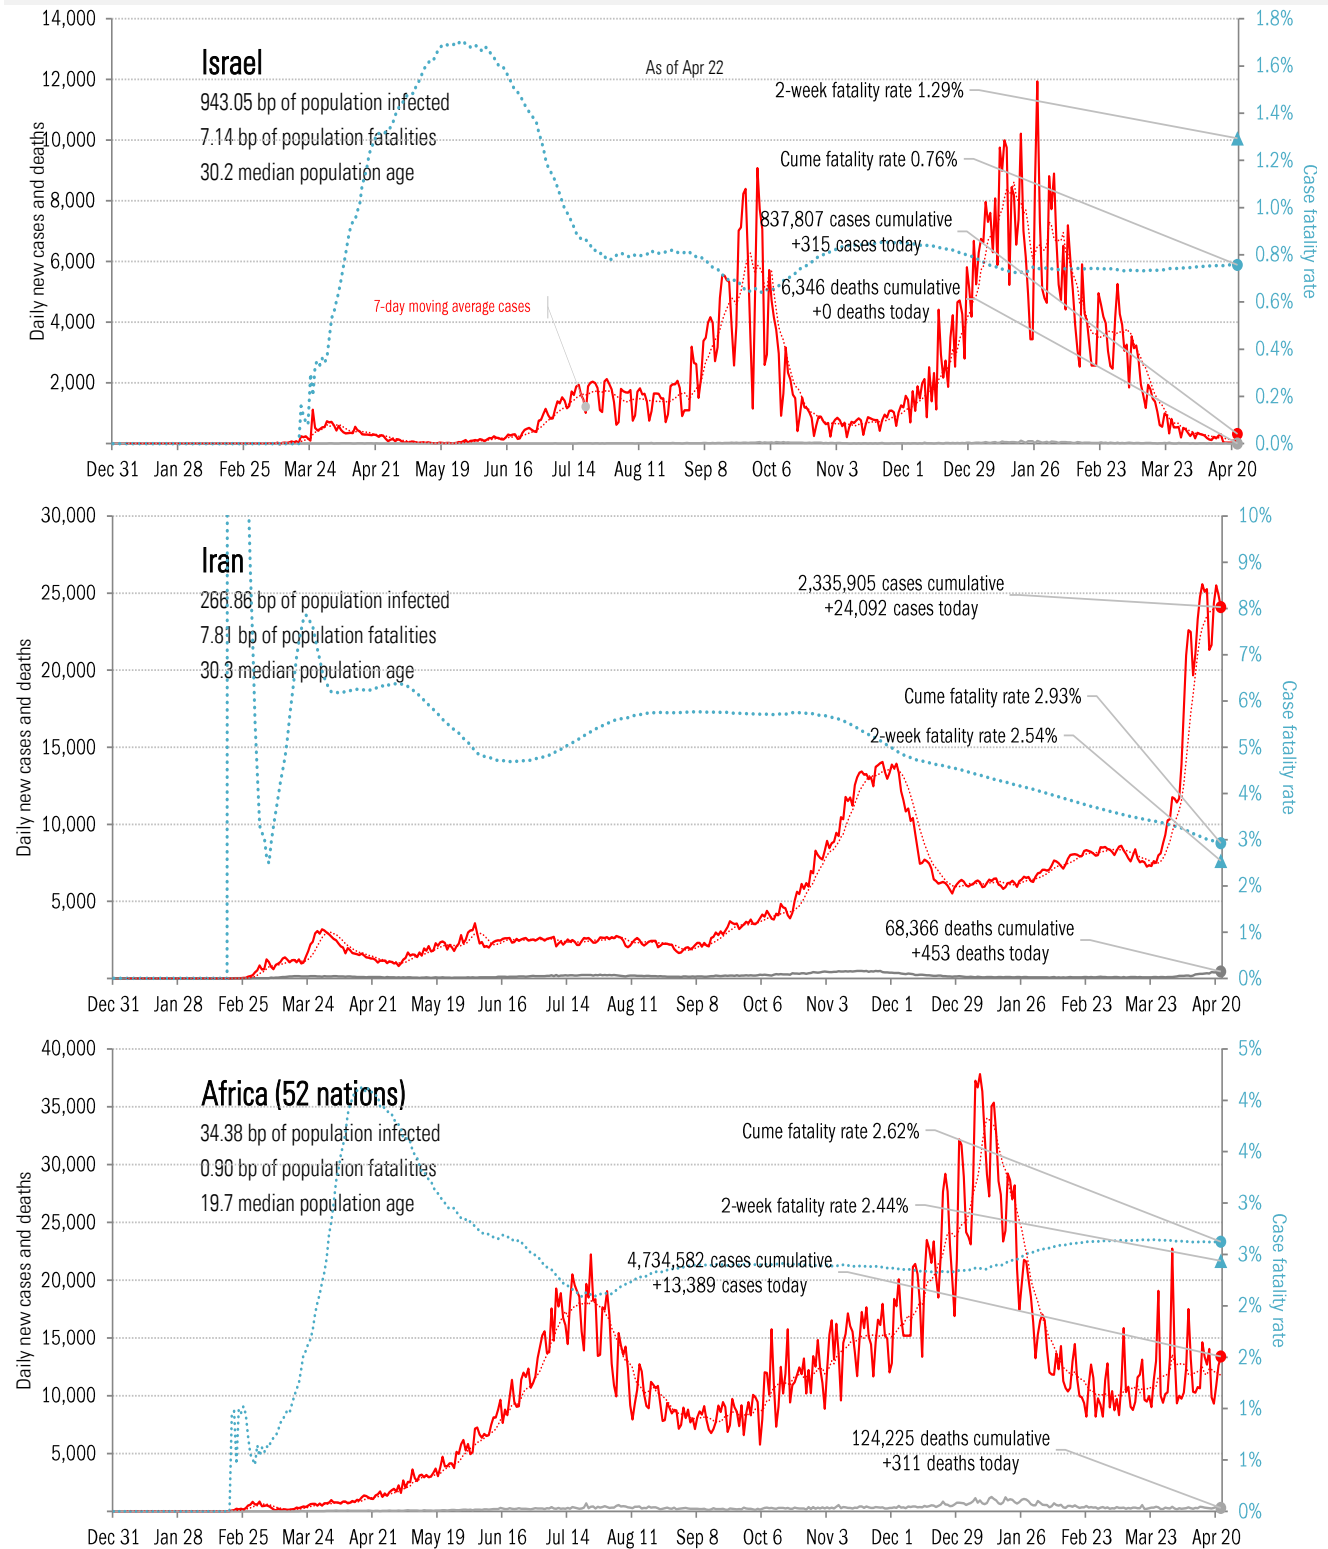 Israel
943.05 bp of population infected
7.14 bp of population fatalities
30.2 median population age
As of Apr 22
2-week fatality rate 1.29%
Cume fatality rate 0.76%
837,807 cases cumulative
+315 cases today
6,346 deaths cumulative
+0 deaths today
7-day moving average cases
Daily new cases and deaths
14,000
12,000
10,000
8,000
6,000
4,000
2,000
Case fatality rate
1.8%
1.6%
1.4%
1.2%
1.0%
0.8%
0.6%
0.4%
0.2%
0.0%
Dec 31 Jan 28 Feb 25 Mar 24 Apr 21 May 19 Jun 16 Jul 14 Aug 11 Sep 8 Oct 6 Nov 3 Dec 1 Dec 29 Jan 26 Feb 23 Mar 23 Apr 20
Iran
266.86 bp of population infected
7.81 bp of population fatalities
30.3 median population age
2,335,905 cases cumulative
+24,092 cases today
Cume fatality rate 2.93%
2-week fatality rate 2.54%
68,366 deaths cumulative
+453 deaths today
Daily new cases and deaths
30,000
25,000
20,000
15,000
10,000
5,000
Case fatality rate
10%
9%
8%
7%
6%
5%
4%
3%
2%
1%
0%
Dec 31 Jan 28 Feb 25 Mar 24 Apr 21 May 19 Jun 16 Jul 14 Aug 11 Sep 8 Oct 6 Nov 3 Dec 1 Dec 29 Jan 26 Feb 23 Mar 23 Apr 20
Africa (52 nations)
34.38 bp of population infected
0.90 bp of population fatalities
19.7 median population age
Cume fatality rate 2.62%
2-week fatality rate 2.44%
4,734,582 cases cumulative
+13,389 cases today
124,225 deaths cumulative
+311 deaths today
Daily new cases and deaths
40,000
35,000
30,000
25,000
20,000
15,000
10,000
5,000
Case fatality rate
5%
4%
4%
3%
3%
2%
2%
1%
1%
0%
Dec 31 Jan 28 Feb 25 Mar 24 Apr 21 May 19 Jun 16 Jul 14 Aug 11 Sep 8 Oct 6 Nov 3 Dec 1 Dec 29 Jan 26 Feb 23 Mar 23 Apr 20